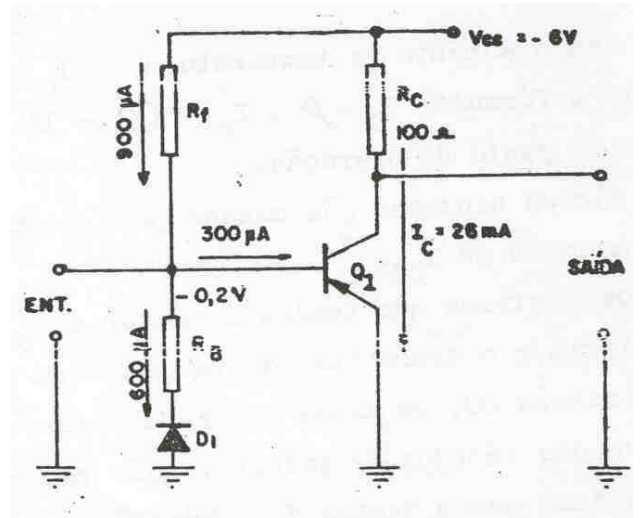 Vcs = - 6V
900 µA
Rf
RC
100 Ω
300 µA
IC = 26 mA
Q1
SAÍDA
ENT.
- 0,2V
600 µA
RB
D1